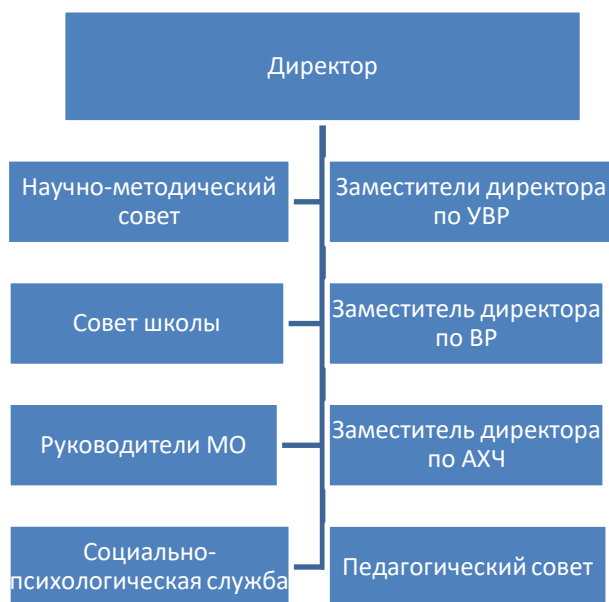 Директор
Научно-методический
совет
Заместители директора
по УВР
Совет школы
Заместитель директора
по ВР
Руководители МО
Заместитель директора
по АХЧ
Социально-
психологическая служба
Педагогический совет